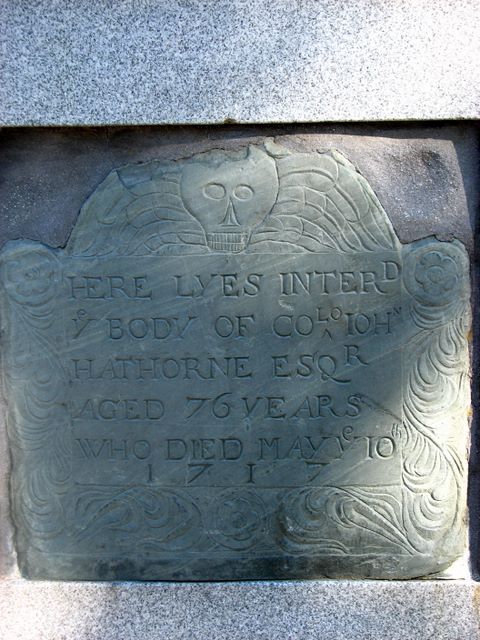 HERE LYES INTERᴰ
yᵉ BODY OF COLᴼ IOHⁿ
HATHORNE ESQᴿ
AGED 76 YEARS
WHO DIED MAY yᵉ 10ᵗʰ
1717